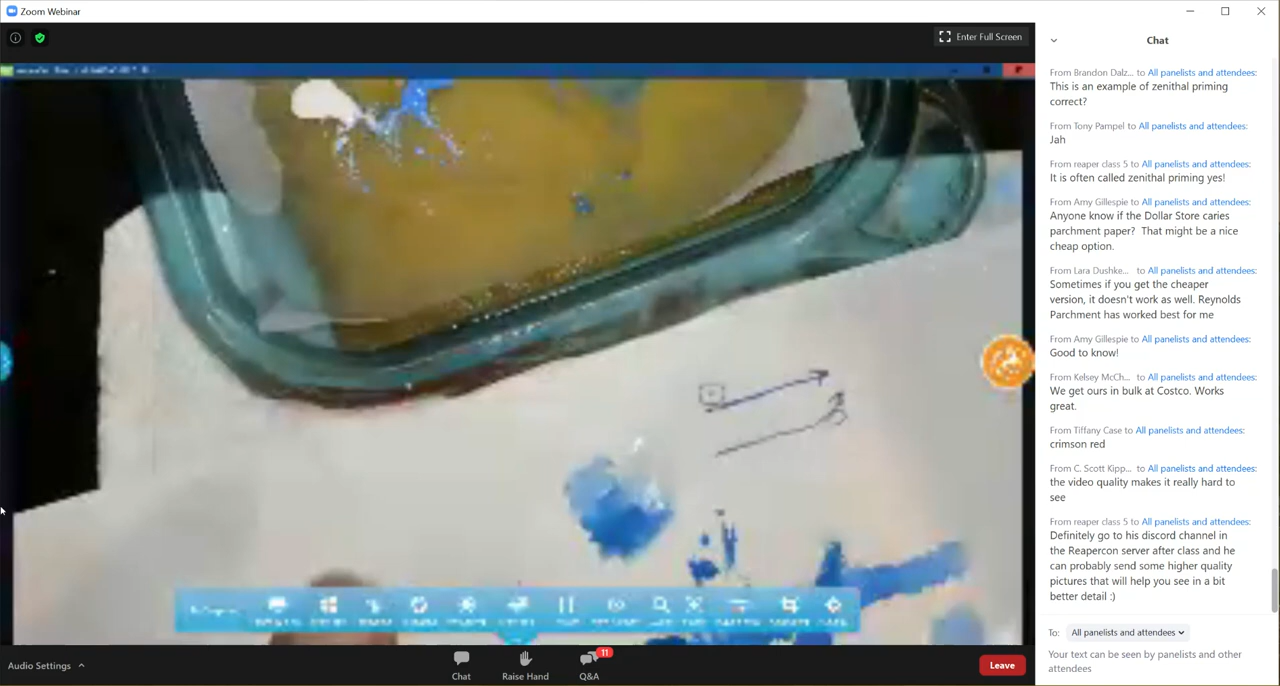 Zoom Webinar
Enter Full Screen
Chat
From Brandon Dalz... to All panelists and attendees:
This is an example of zenithal priming
correct?
From Tony Pampel to All panelists and attendees:
Jah
From reaper class 5 to All panelists and attendees:
It is often called zenithal priming yes!
From Amy Gillespie to All panelists and attendees:
Anyone know if the Dollar Store caries
parchment paper? That might be a nice
cheap option.
From Lara Dushke... to All panelists and attendees:
Sometimes if you get the cheaper
version, it doesn't work as well. Reynolds
Parchment has worked best for me
From Amy Gillespie to All panelists and attendees:
Good to know!
From Kelsey McCh... to All panelists and attendees:
We get ours in bulk at Costco. Works
great.
From Tiffany Case to All panelists and attendees:
crimson red
From C. Scott Kipp... to All panelists and attendees:
the video quality makes it really hard to
see
From reaper class 5 to All panelists and attendees:
Definitely go to his discord channel in
the Reapercon server after class and he
can probably send some higher quality
pictures that will help you see in a bit
better detail :)
To: All panelists and attendees
Your text can be seen by panelists and other
attendees
Audio Settings
Chat
Raise Hand
11
Q&A
Leave